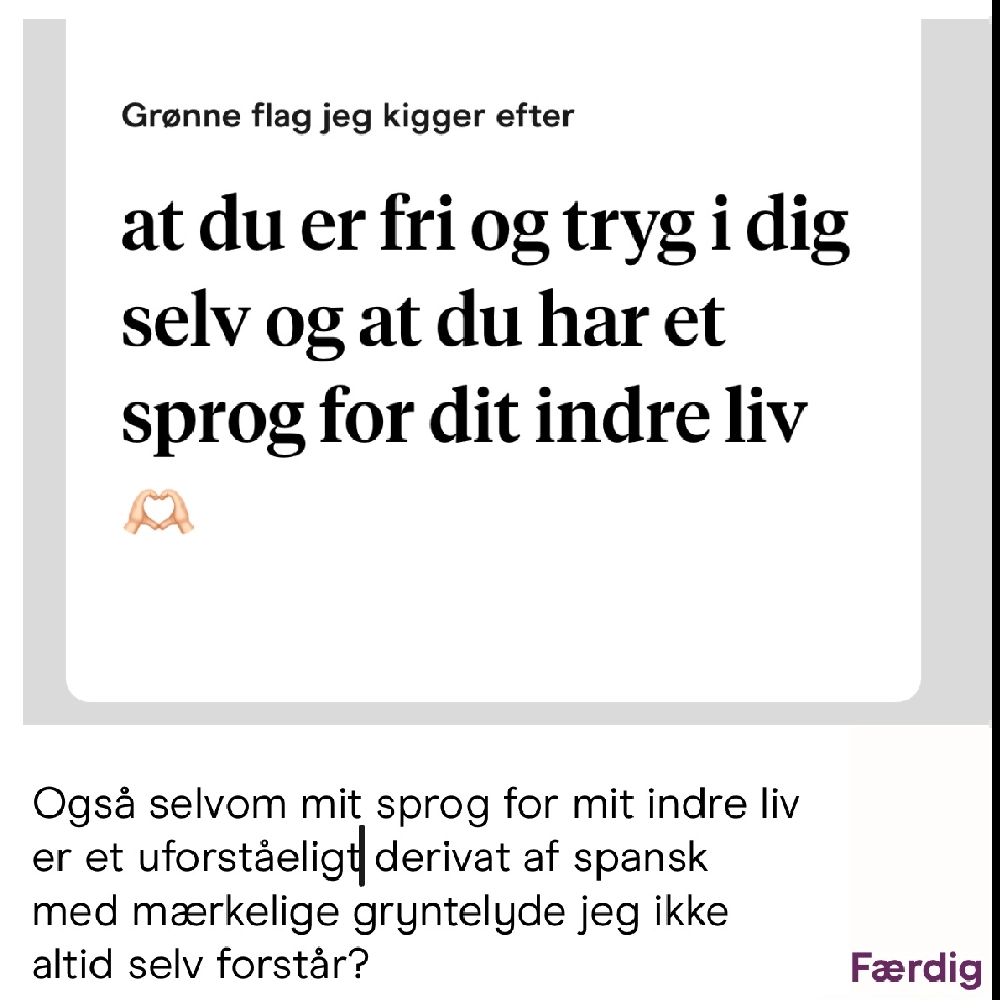 Grønne flag jeg kigger efter
at du er fri og tryg i dig
selv og at du har et
sprog for dit indre liv
🫶🏻
Også selvom mit sprog for mit indre liv
er et uforståeligt derivat af spansk
med mærkelige gryntelyde jeg ikke
altid selv forstår?
Færdig